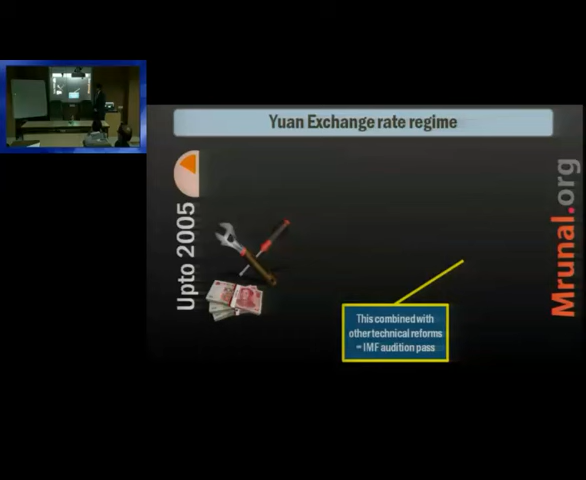 Yuan Exchange rate regime
Upto 2005
This combined with
other technical reforms
= IMF audition pass
Mrunal.org